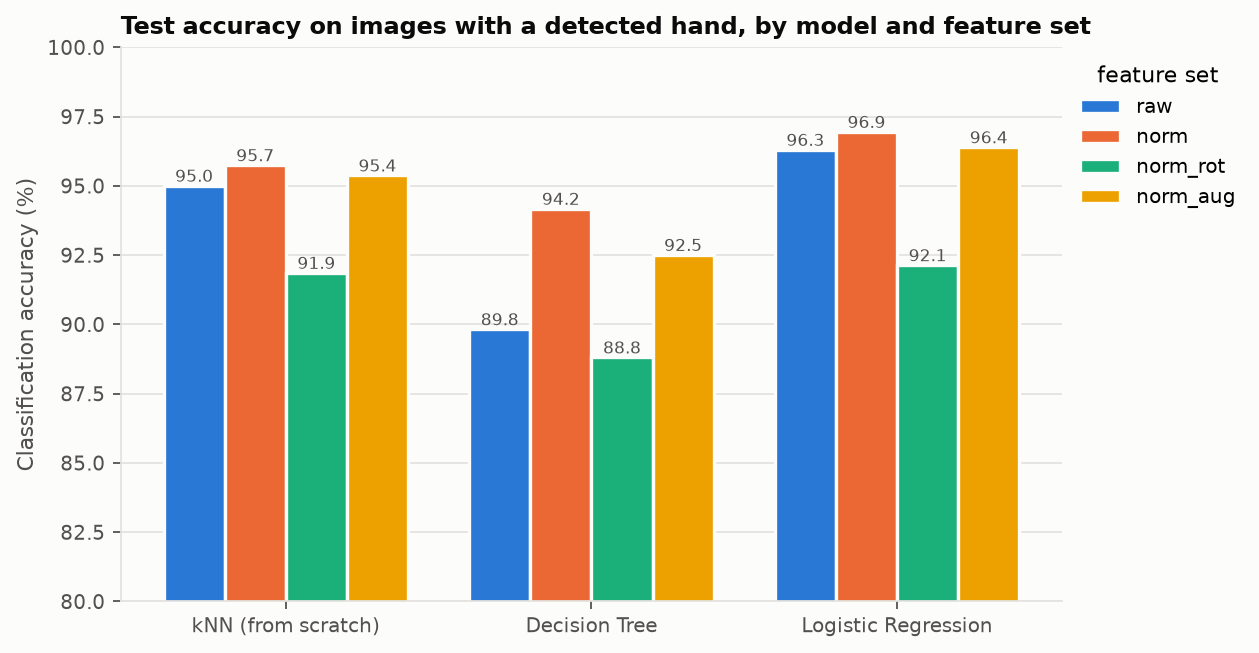 Test accuracy on images with a detected hand, by model and feature set
100.0
97.5
95.0
92.5
90.0
87.5
85.0
82.5
80.0
Classification accuracy (%)
95.0
95.7
91.9
95.4
89.8
94.2
88.8
92.5
96.3
96.9
92.1
96.4
kNN (from scratch)
Decision Tree
Logistic Regression
feature set
raw
norm
norm_rot
norm_aug